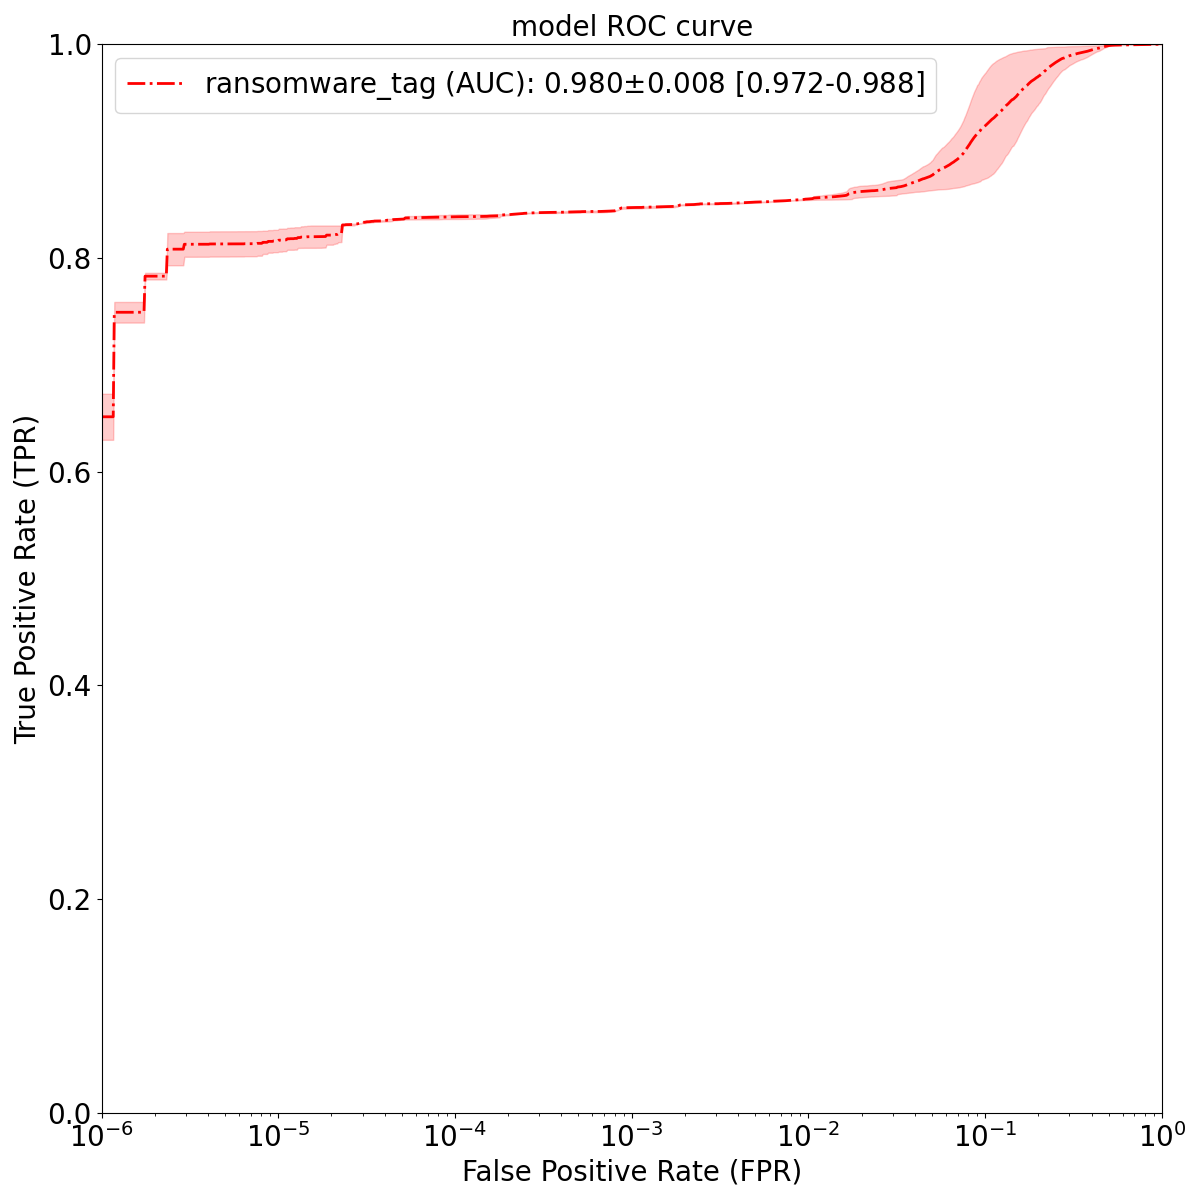 model ROC curve
ransomware_tag (AUC): 0.980±0.008 [0.972-0.988]
1.0
0.8
0.6
0.4
0.2
0.0
True Positive Rate (TPR)
10⁻⁶ 10⁻⁵ 10⁻⁴ 10⁻³ 10⁻² 10⁻¹ 10⁰
False Positive Rate (FPR)